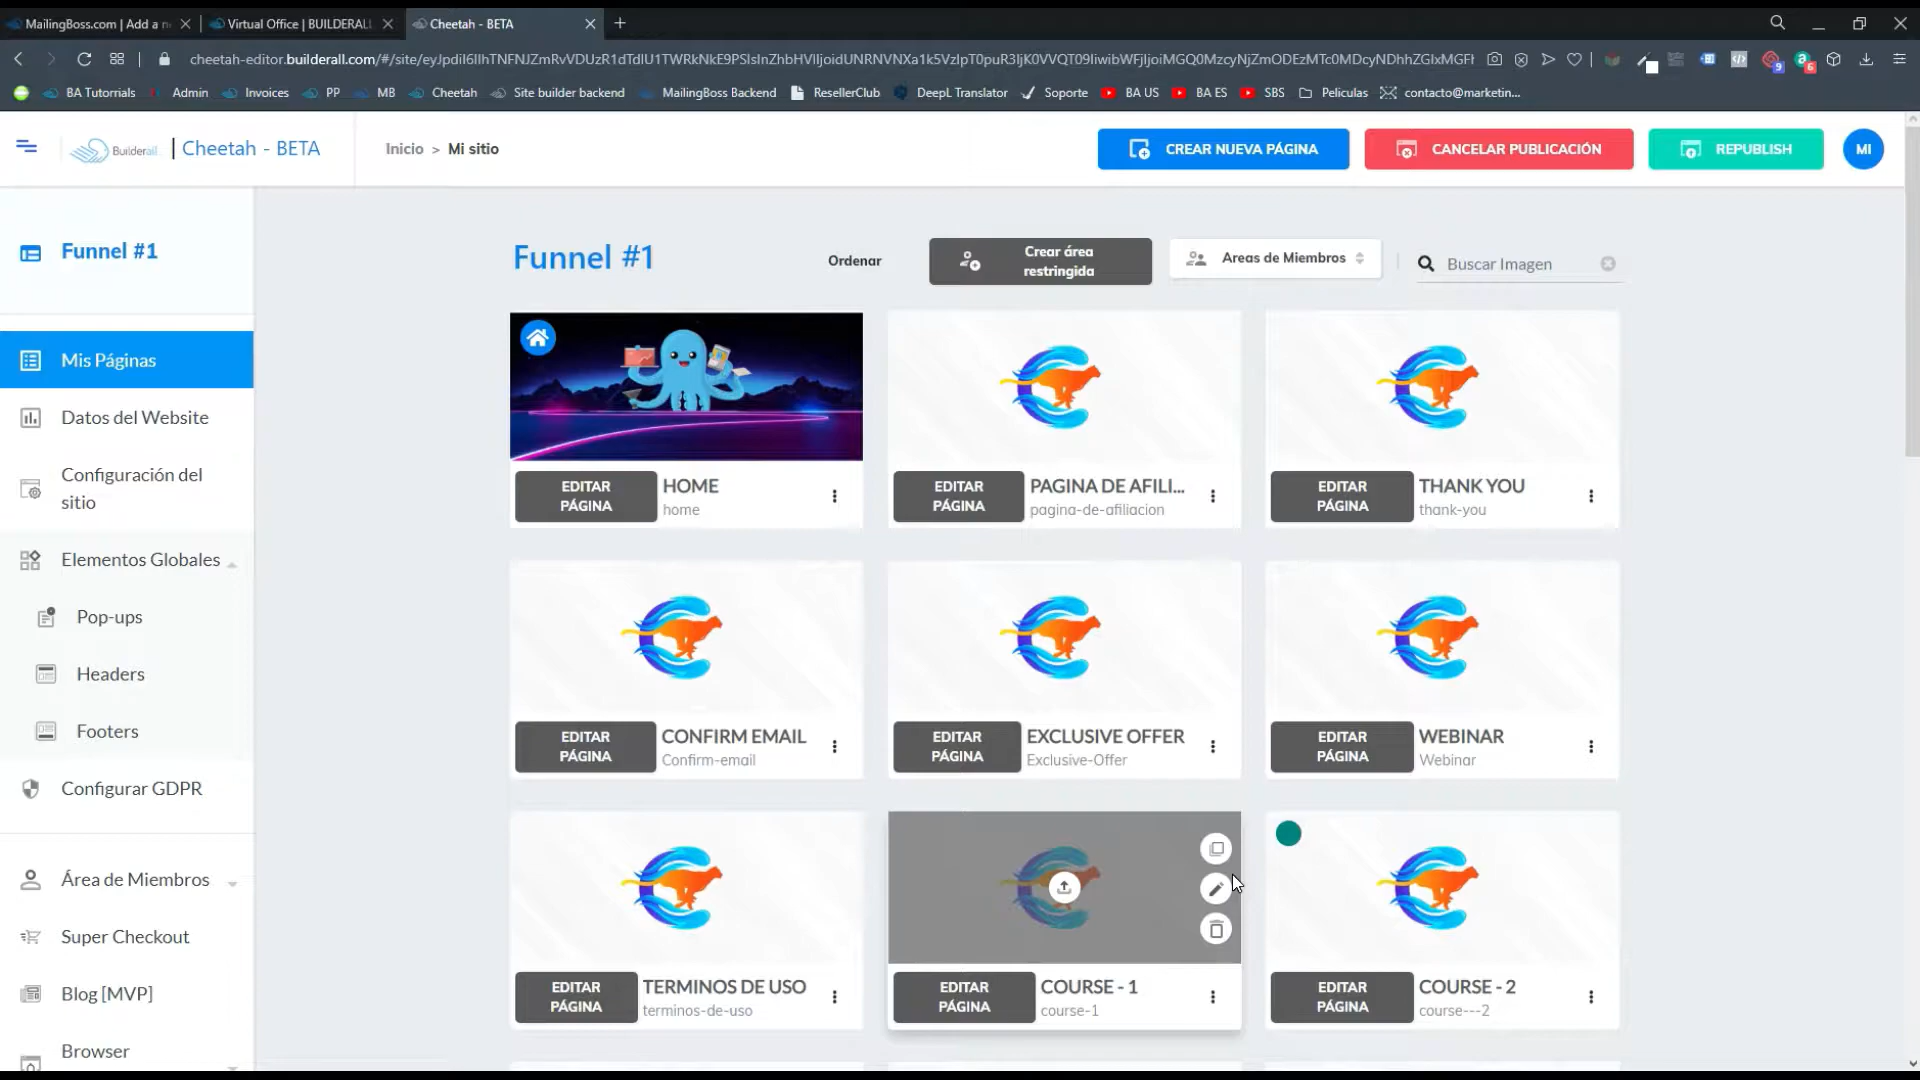 MailingBoss.com | Add a n
Virtual Office | BUILDERALL
Cheetah - BETA
BA Tutorrials
Admin
Invoices
PP
MB
Cheetah
Site builder backend
MailingBoss Backend
ResellerClub
DeepL Translator
Soporte
BA US
BA ES
SBS
Peliculas
contacto@marketin...
Builderall
Cheetah - BETA
Inicio > Mi sitio
CREAR NUEVA PÁGINA
CANCELAR PUBLICACIÓN
REPUBLISH
MI
Funnel #1
Mis Páginas
Datos del Website
Configuración del
sitio
Elementos Globales
Pop-ups
Headers
Footers
Configurar GDPR
Área de Miembros
Super Checkout
Blog [MVP]
Browser
Funnel #1
Ordenar
Crear área
restringida
Areas de Miembros
Buscar Imagen
EDITAR
PÁGINA
HOME
home
EDITAR
PÁGINA
PAGINA DE AFILI...
pagina-de-afiliacion
EDITAR
PÁGINA
THANK YOU
thank-you
EDITAR
PÁGINA
CONFIRM EMAIL
Confirm-email
EDITAR
PÁGINA
EXCLUSIVE OFFER
Exclusive-Offer
EDITAR
PÁGINA
WEBINAR
Webinar
EDITAR
PÁGINA
TERMINOS DE USO
terminos-de-uso
EDITAR
PÁGINA
COURSE - 1
course-1
EDITAR
PÁGINA
COURSE - 2
course---2